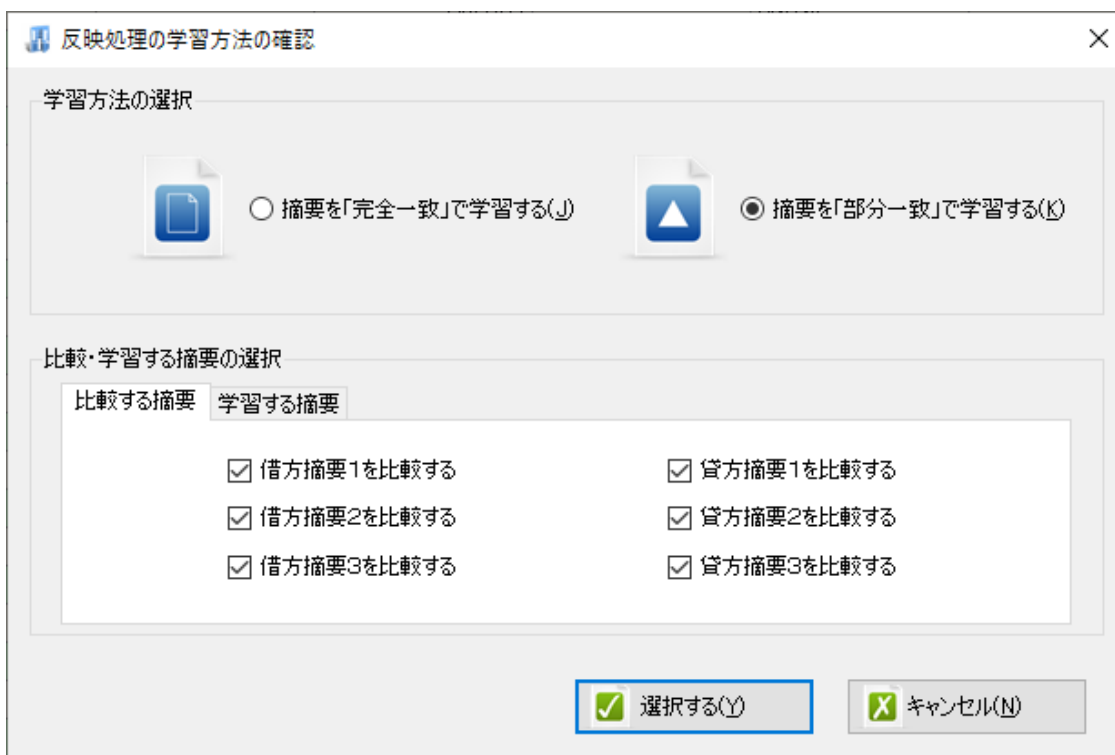 反映処理の学習方法の確認
学習方法の選択
摘要を「完全一致」で学習する(J)
摘要を「部分一致」で学習する(K)
比較・学習する摘要の選択
比較する摘要
学習する摘要
借方摘要1を比較する
貸方摘要1を比較する
借方摘要2を比較する
貸方摘要2を比較する
借方摘要3を比較する
貸方摘要3を比較する
選択する(Y)
キャンセル(N)